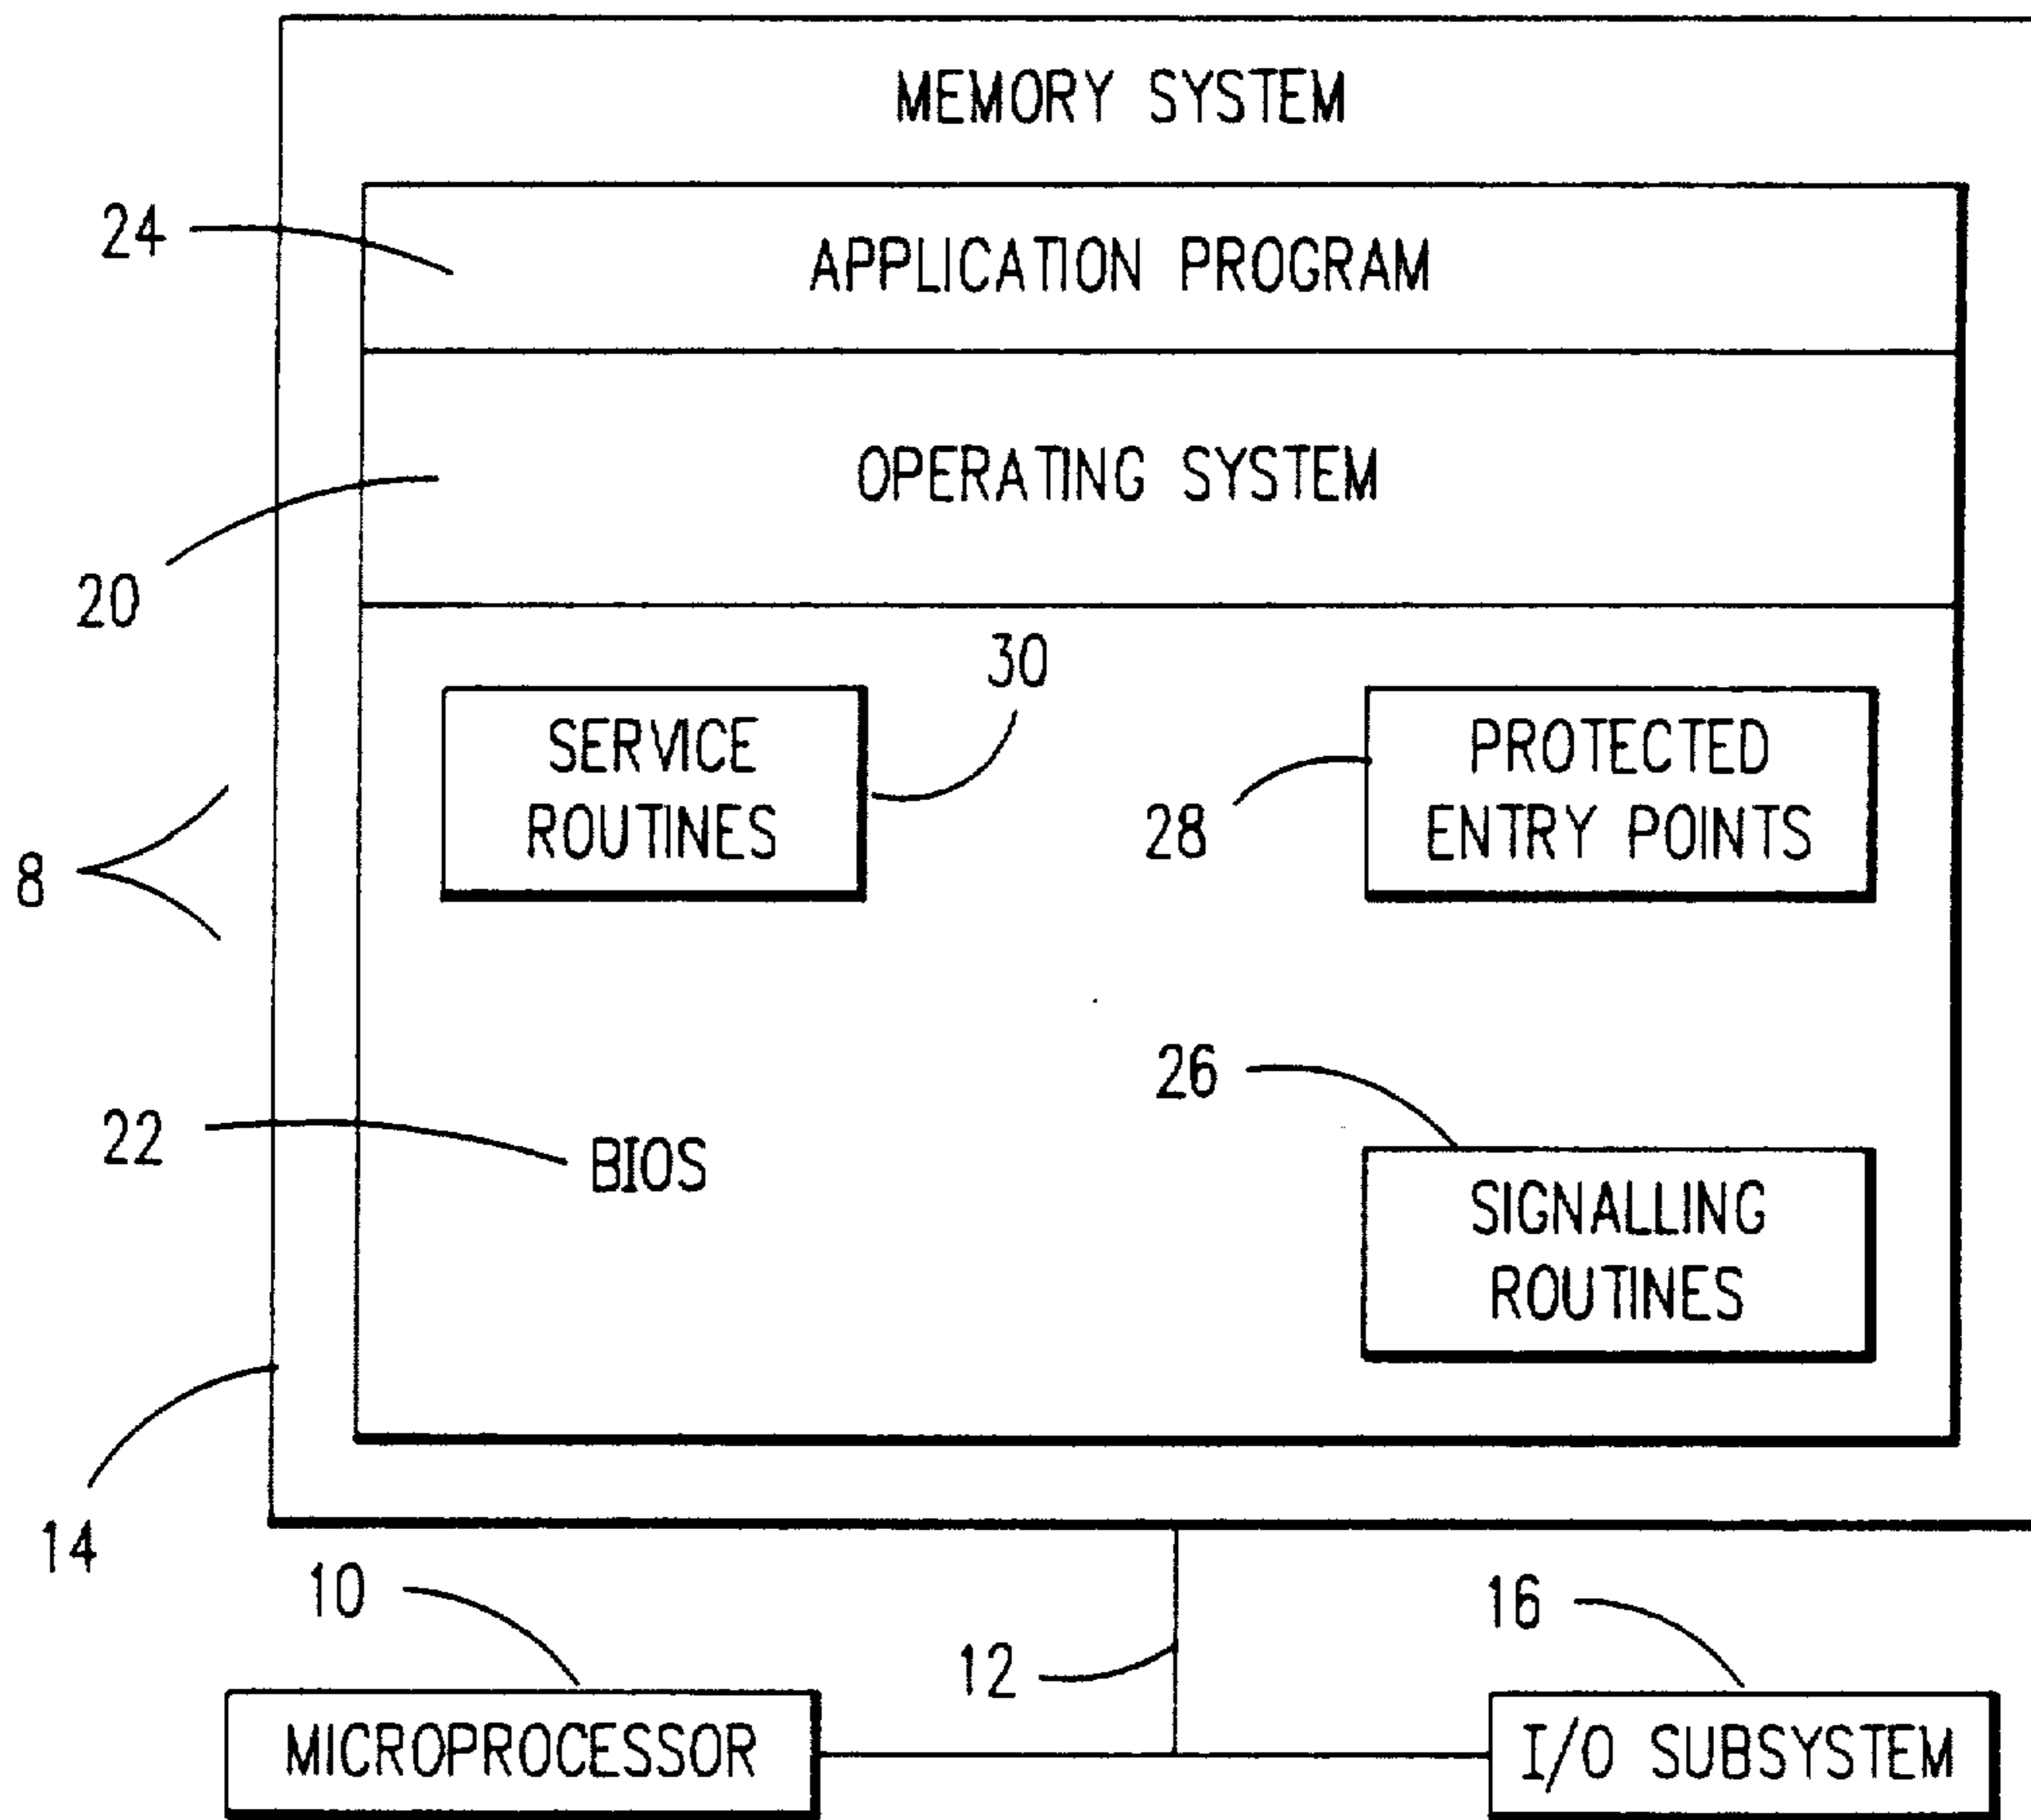 MEMORY SYSTEM
24
APPLICATION PROGRAM
OPERATING SYSTEM
20
30
SERVICE
ROUTINES
PROTECTED
ENTRY POINTS
28
8
26
22
BIOS
SIGNALLING
ROUTINES
14
10
12
16
MICROPROCESSOR
I/O SUBSYSTEM